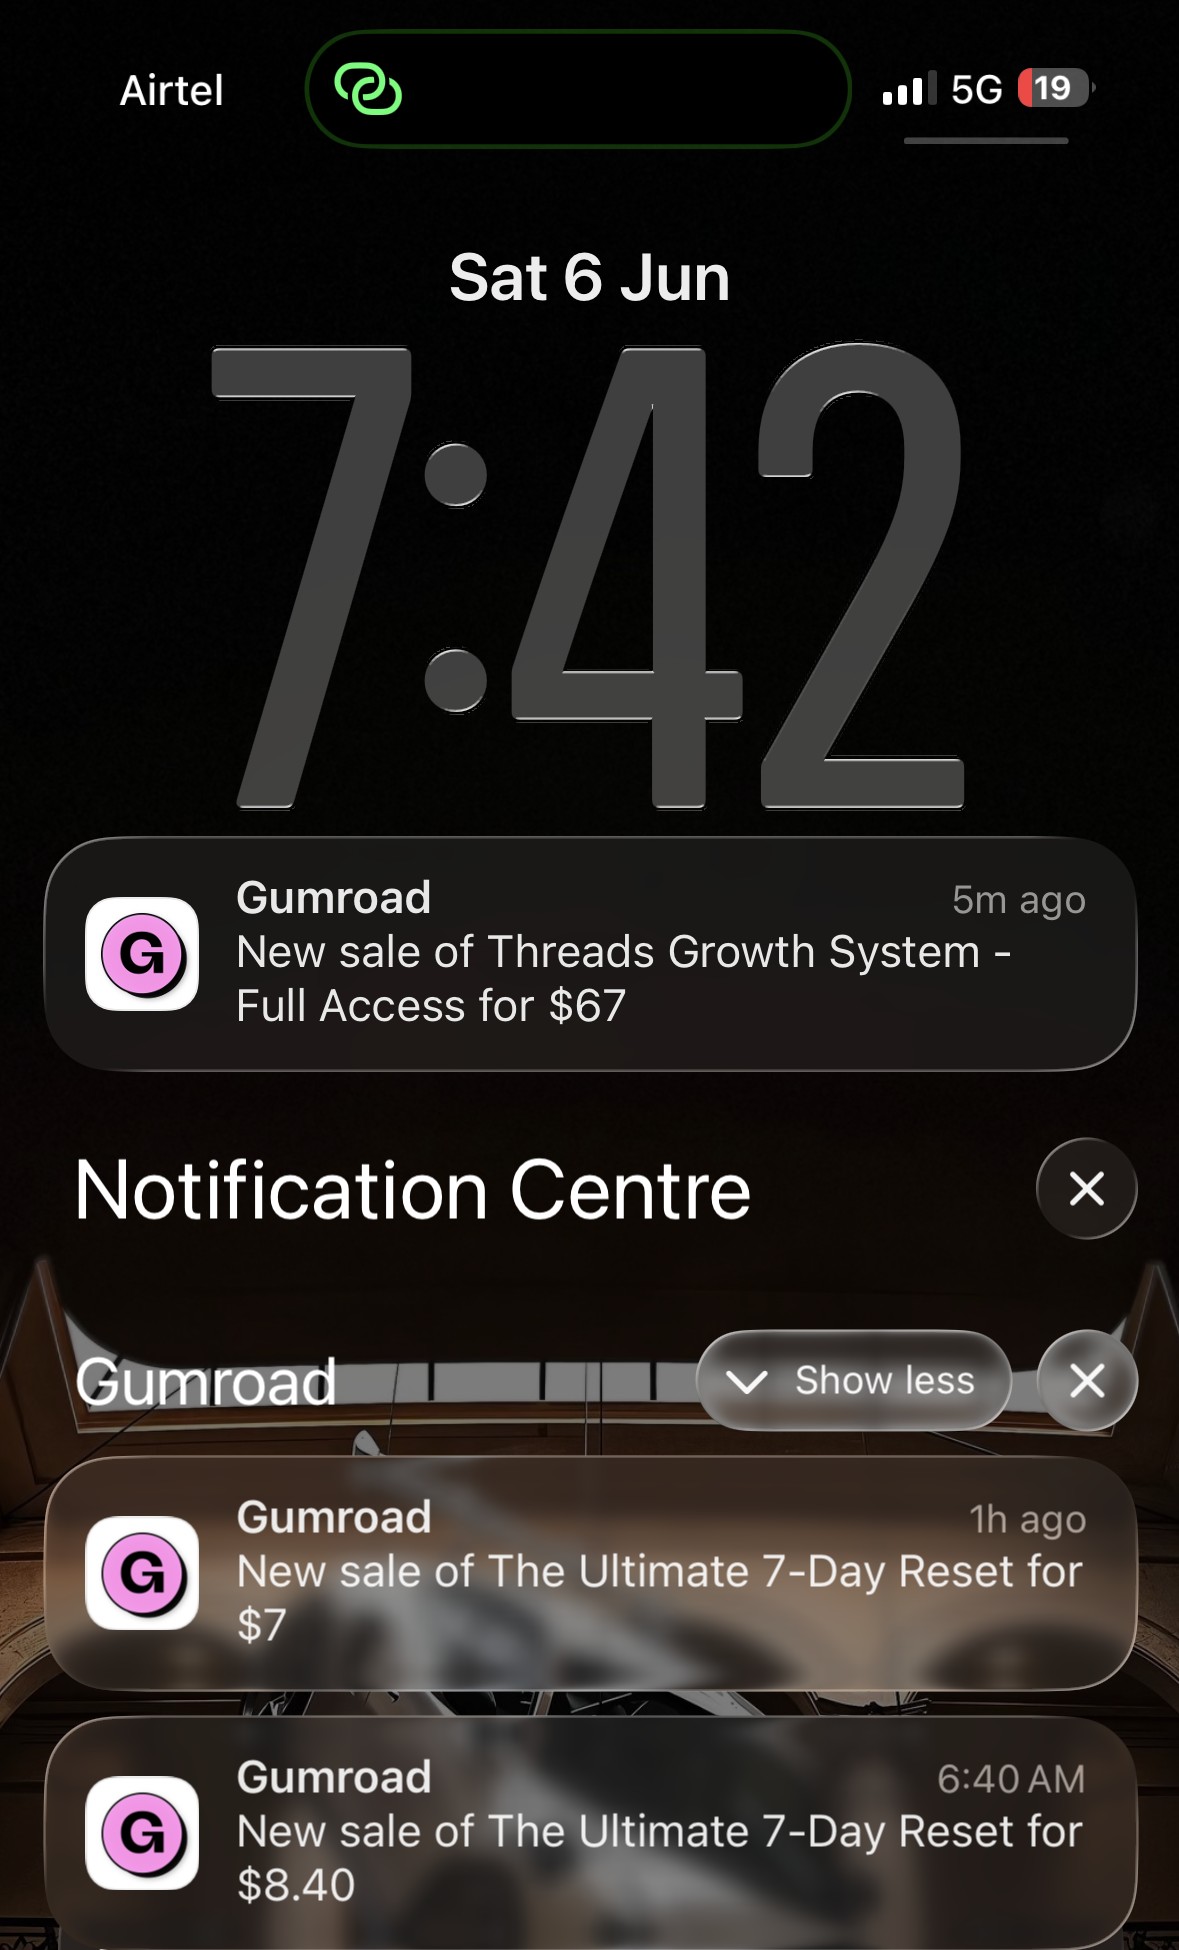 Airtel
5G 19
Sat 6 Jun
7:42
Gumroad 5m ago
New sale of Threads Growth System -
Full Access for $67
Notification Centre
Gumroad Show less
G
Gumroad 1h ago
New sale of The Ultimate 7-Day Reset for
$7
G
Gumroad 6:40 AM
New sale of The Ultimate 7-Day Reset for
$8.40
G